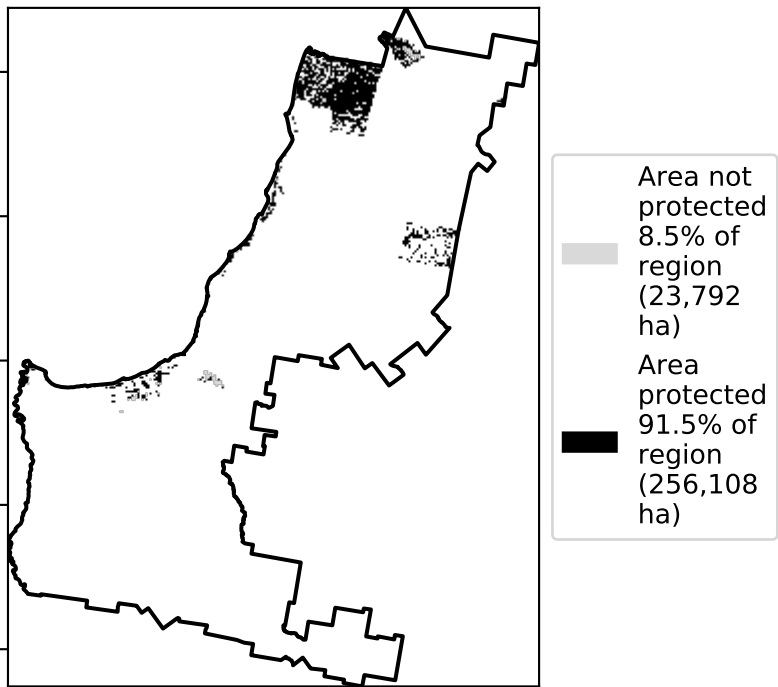 Area not
protected
8.5% of
region
(23,792
ha)
Area
protected
91.5% of
region
(256,108
ha)